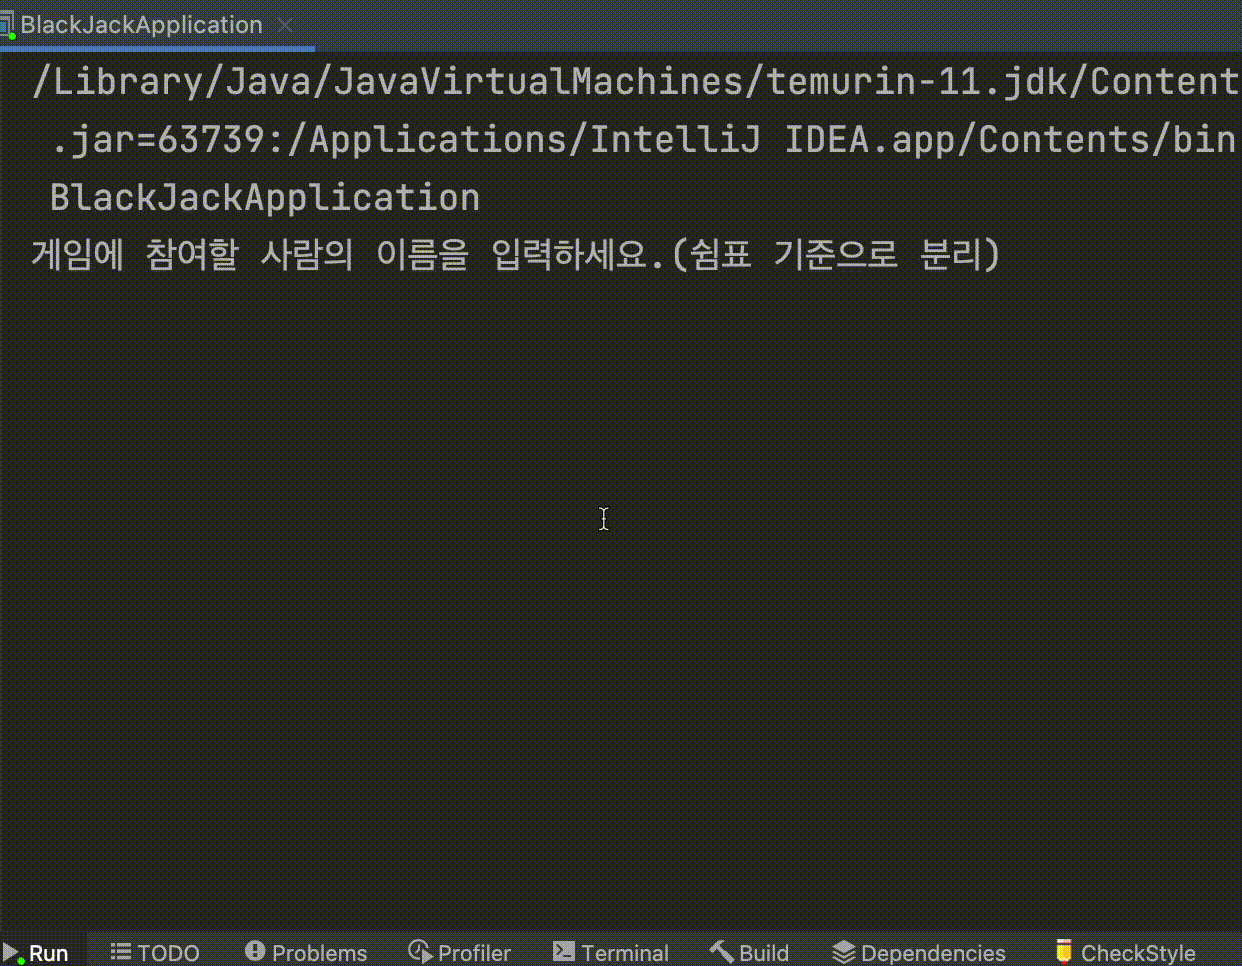 BlackJackApplication
/Library/Java/JavaVirtualMachines/temurin-11.jdk/Content
.jar=63739:/Applications/IntelliJ IDEA.app/Contents/bin
BlackJackApplication
게임에 참여할 사람의 이름을 입력하세요.(쉼표 기준으로 분리)
Run TODO Problems Profiler Terminal Build Dependencies CheckStyle